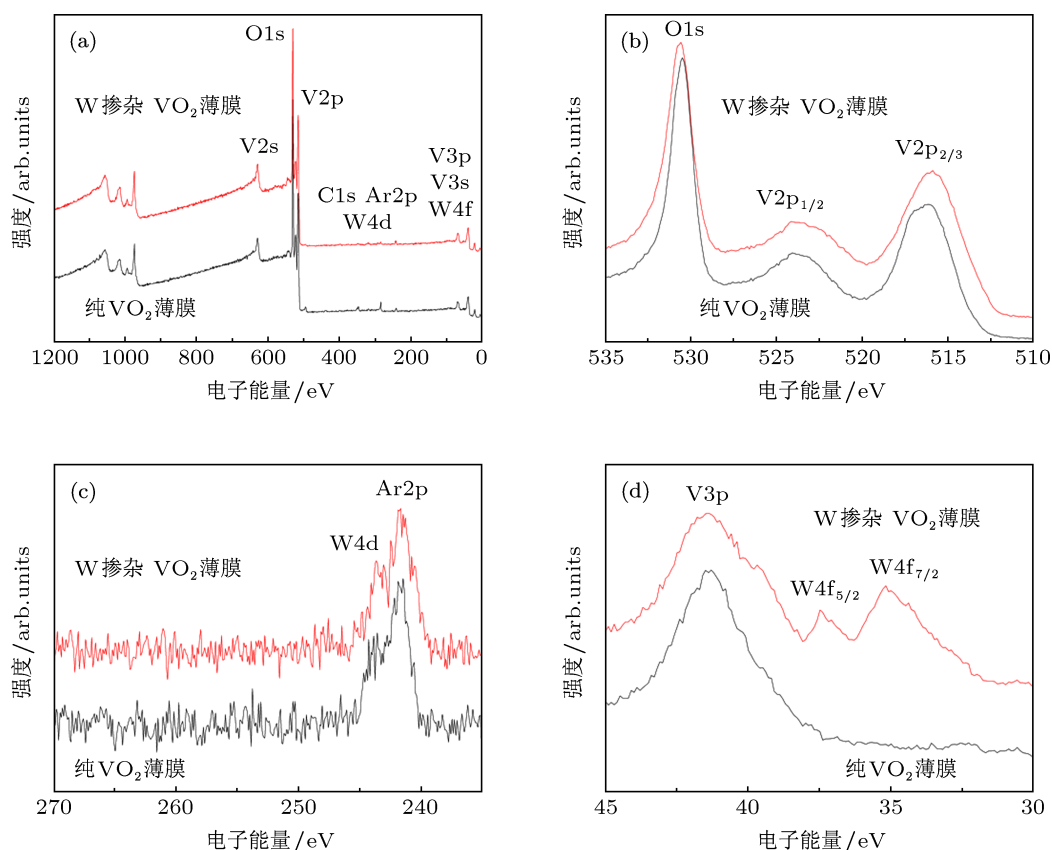 (a)
O1s
W掺杂 VO₂薄膜
V2p
V2s
V3p
C1s Ar2p
V3s
W4d
W4f
纯VO₂薄膜
强度/arb.units
1200 1000 800 600 400 200 0
电子能量/eV
(b)
O1s
W掺杂 VO₂薄膜
V2p₂/₃
V2p₁/₂
纯VO₂薄膜
强度/arb.units
535 530 525 520 515 510
电子能量/eV
(c)
Ar2p
W4d
W掺杂 VO₂薄膜
纯VO₂薄膜
强度/arb.units
270 260 250 240
电子能量/eV
(d)
V3p
W掺杂 VO₂薄膜
W4f₇/₂
W4f₅/₂
纯VO₂薄膜
强度/arb.units
45 40 35 30
电子能量/eV